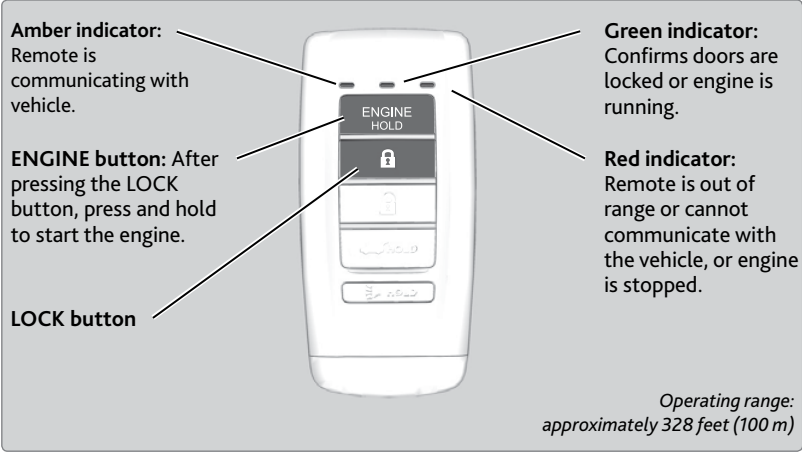 Amber indicator:
Remote is
communicating with
vehicle.
ENGINE button: After
pressing the LOCK
button, press and hold
to start the engine.
LOCK button
ENGINE
HOLD
HOLD
HOLD
Green indicator:
Confirms doors are
locked or engine is
running.
Red indicator:
Remote is out of
range or cannot
communicate with
the vehicle, or engine
is stopped.
Operating range:
approximately 328 feet (100 m)